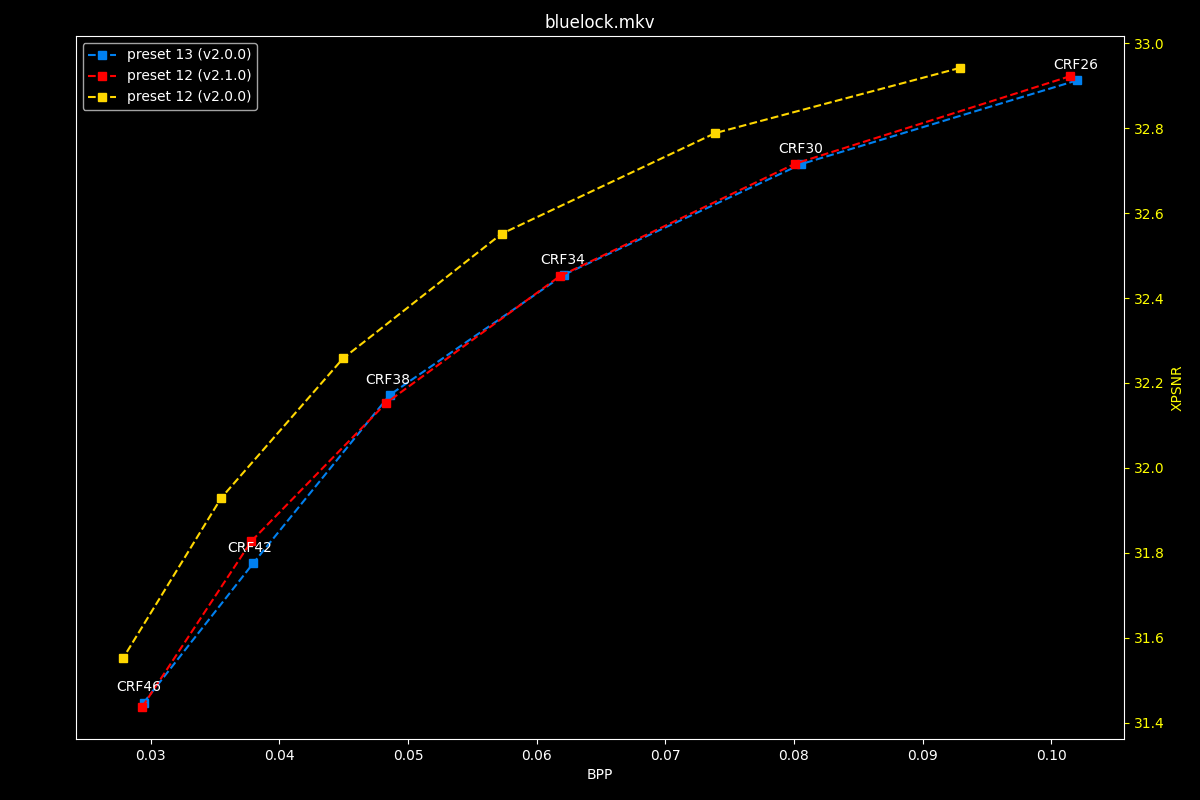 bluelock.mkv
preset 13 (v2.0.0)
preset 12 (v2.1.0)
preset 12 (v2.0.0)
CRF26
CRF30
CRF34
CRF38
CRF42
CRF46
33.0
32.8
32.6
32.4
32.2
32.0
31.8
31.6
31.4
XPSNR
0.03 0.04 0.05 0.06 0.07 0.08 0.09 0.10
BPP